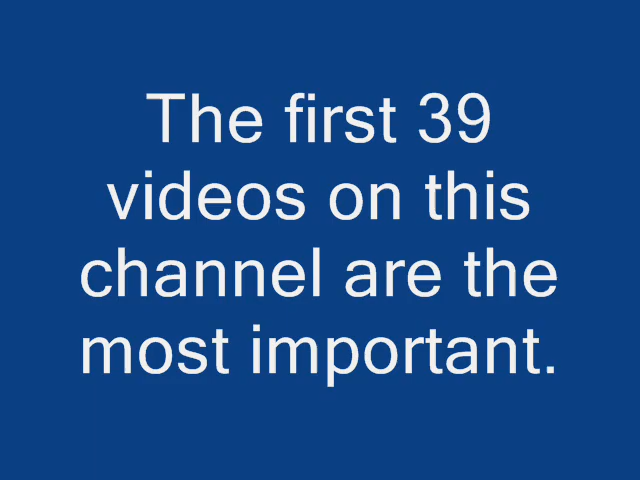 The first 39
videos on this
channel are the
most important.